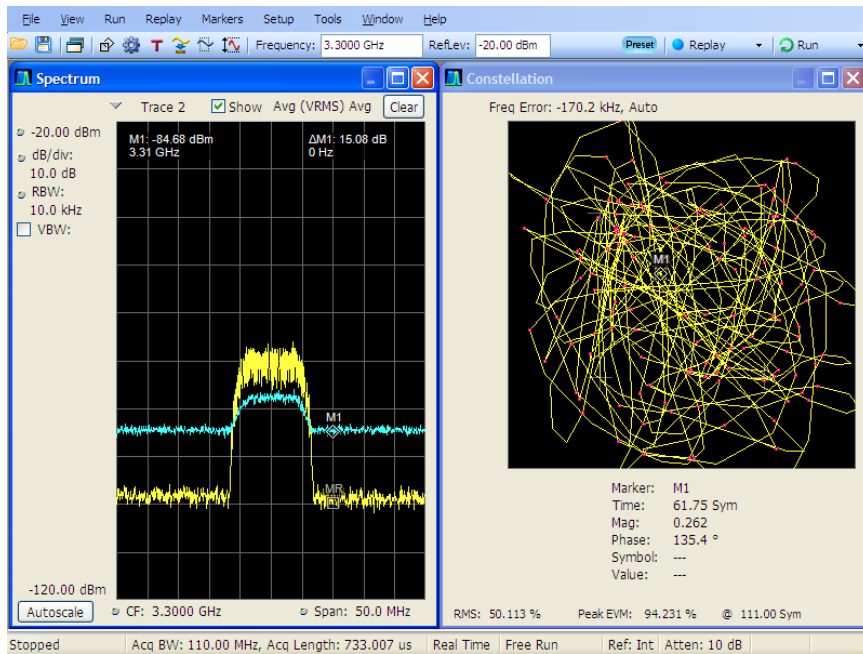 File View Run Replay Markers Setup Tools Window Help
Frequency: 3.3000 GHz RefLev: -20.00 dBm Preset Replay Run
Spectrum
Trace 2 Show Avg (VRMS) Avg Clear
-20.00 dBm
dB/div:
10.0 dB
RBW:
10.0 kHz
VBW:
M1: -84.68 dBm ΔM1: 15.08 dB
3.31 GHz 0 Hz
M1
MR
-120.00 dBm
Autoscale CF: 3.3000 GHz Span: 50.0 MHz
Constellation
Freq Error: -170.2 kHz, Auto
M1
Marker: M1
Time: 61.75 Sym
Mag: 0.262
Phase: 135.4 °
Symbol: ---
Value: ---
RMS: 50.113 % Peak EVM: 94.231 % @ 111.00 Sym
Stopped Acq BW: 110.00 MHz, Acq Length: 733.007 us Real Time Free Run Ref: Int Atten: 10 dB